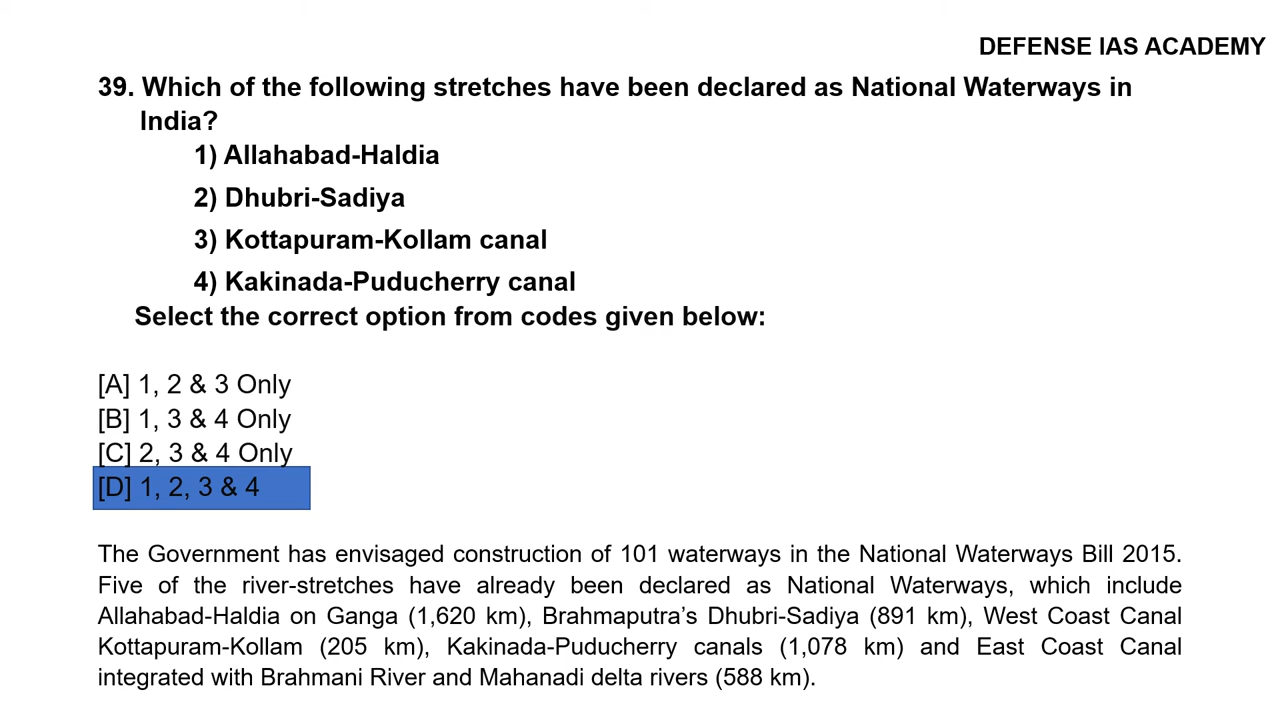 DEFENSE IAS ACADEMY
39. Which of the following stretches have been declared as National Waterways in
India?
1) Allahabad-Haldia
2) Dhubri-Sadiya
3) Kottapuram-Kollam canal
4) Kakinada-Puducherry canal
Select the correct option from codes given below:
[A] 1, 2 & 3 Only
[B] 1, 3 & 4 Only
[C] 2, 3 & 4 Only
[D] 1, 2, 3 & 4
The Government has envisaged construction of 101 waterways in the National Waterways Bill 2015.
Five of the river-stretches have already been declared as National Waterways, which include
Allahabad-Haldia on Ganga (1,620 km), Brahmaputra’s Dhubri-Sadiya (891 km), West Coast Canal
Kottapuram-Kollam (205 km), Kakinada-Puducherry canals (1,078 km) and East Coast Canal
integrated with Brahmani River and Mahanadi delta rivers (588 km).